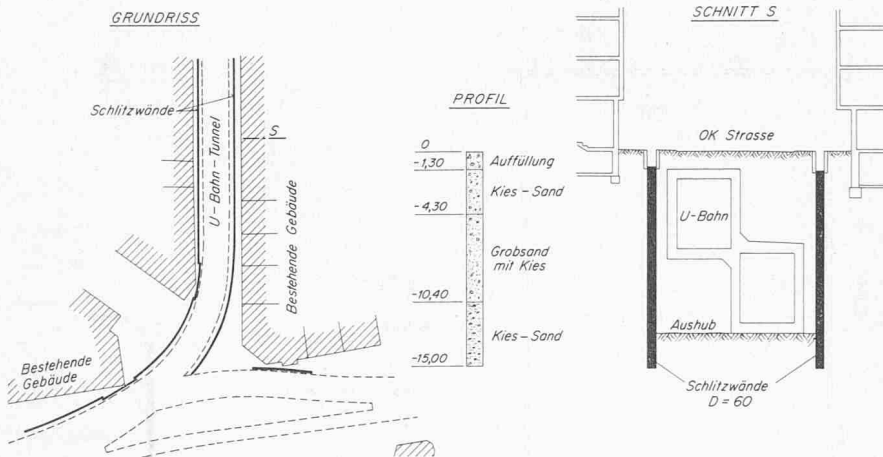 GRUNDRISS
Schlitzwände
S
U-Bahn-Tunnel
Bestehende Gebäude
Bestehende
Gebäude
PROFIL
0
-1,30
Auffüllung
Kies-Sand
-4,30
Grobsand
mit Kies
-10,40
Kies-Sand
-15,00
SCHNITT S
OK Strasse
U-Bahn
Aushub
Schlitzwände
D = 60